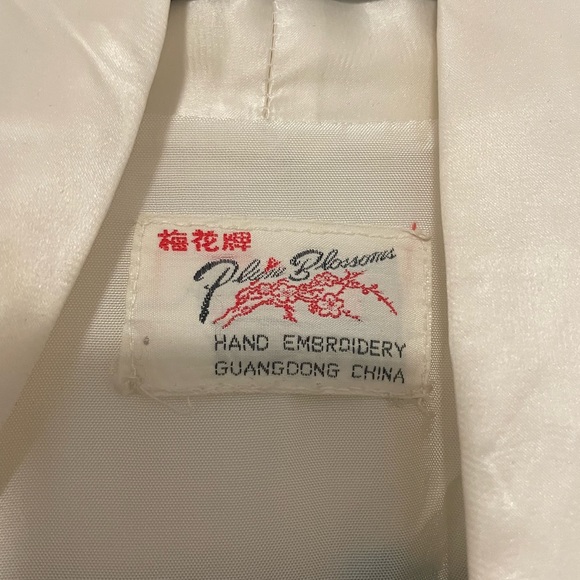 梅花牌
Plum Blossoms
HAND EMBROIDERY
GUANGDONG CHINA